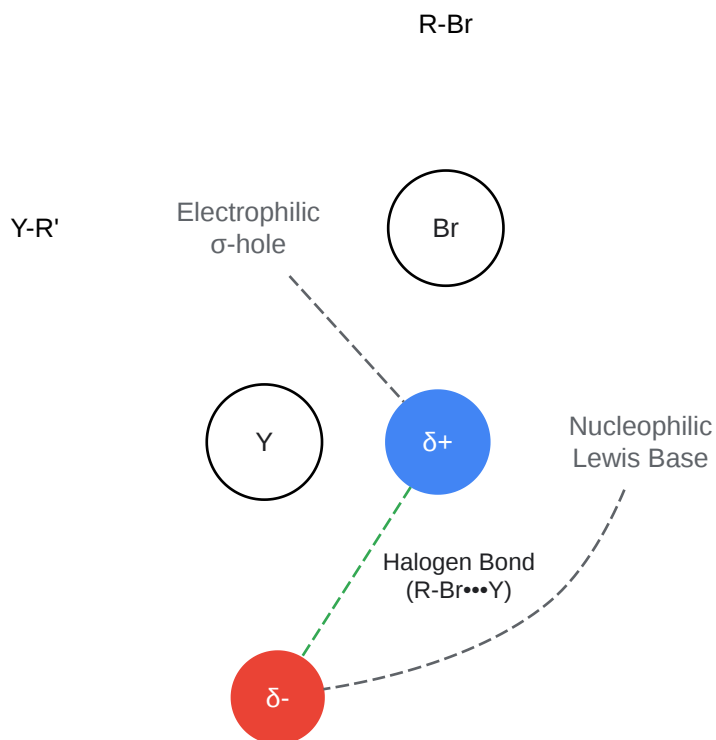 R-Br
Y-R'
Electrophilic
σ-hole
Br
Y
δ+
Nucleophilic
Lewis Base
Halogen Bond
(R-Br•••Y)
δ-